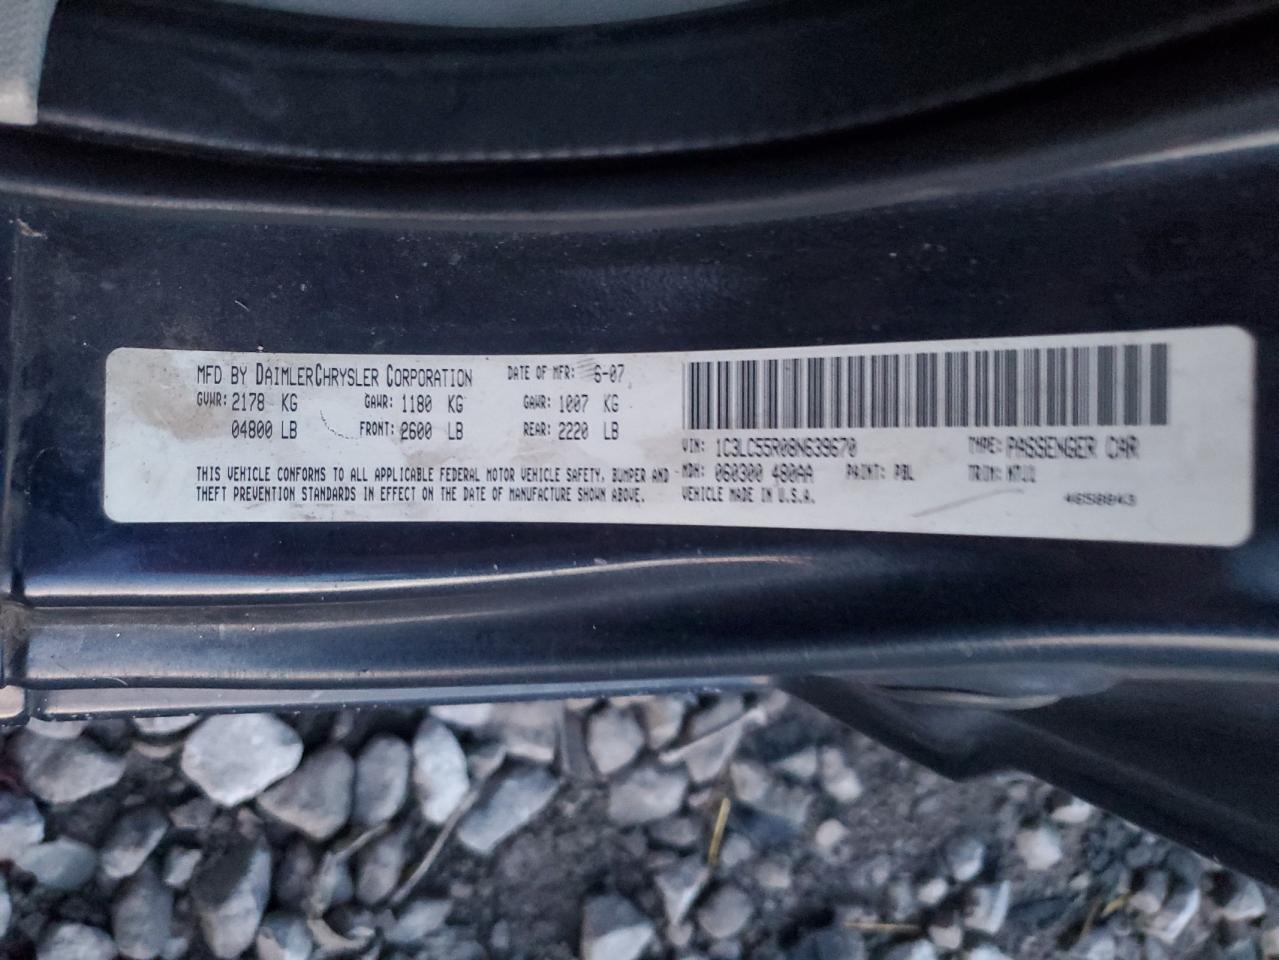 MFD BY DAIMLERCHRYSLER CORPORATION DATE OF MFR: 6-07
GVWR: 2178 KG GAWR: 1180 KG GAWR: 1007 KG
04800 LB FRONT: 2600 LB REAR: 2220 LB
THIS VEHICLE CONFORMS TO ALL APPLICABLE FEDERAL MOTOR VEHICLE SAFETY, BUMPER AND
THEFT PREVENTION STANDARDS IN EFFECT ON THE DATE OF MANUFACTURE SHOWN ABOVE.
VIN: 1C3LC55R08N639670 TYPE: PASSENGER CAR
MDH: 060300 480AA PAINT: PBL TRIM:
VEHICLE MADE IN U.S.A.